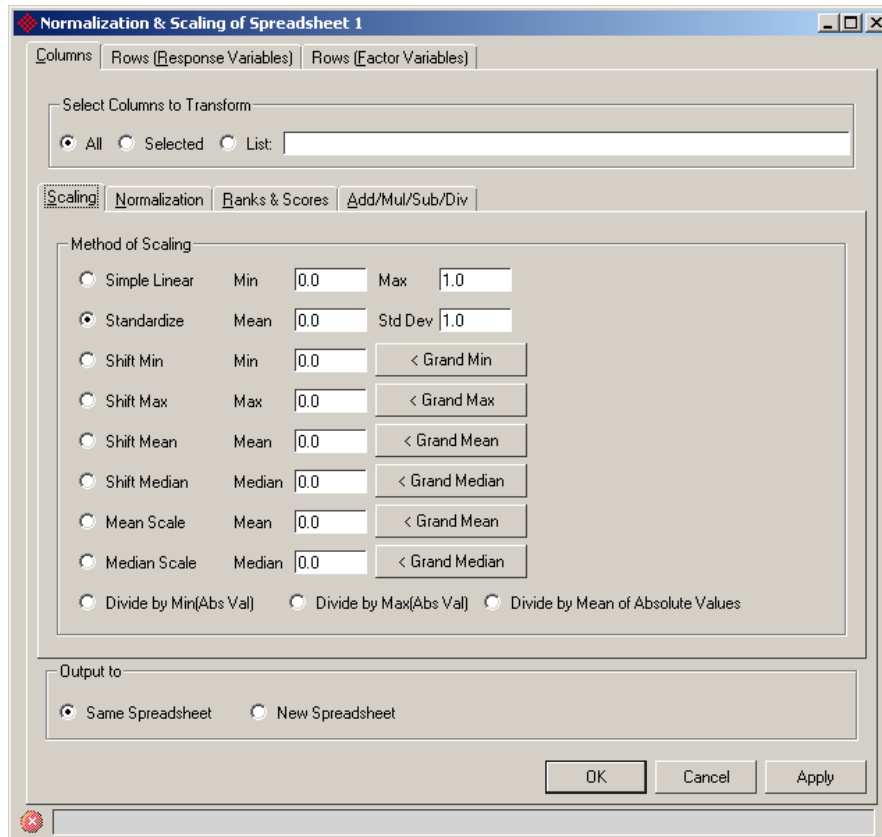 Normalization & Scaling of Spreadsheet 1
Columns Rows (Response Variables) Rows (Factor Variables)
Select Columns to Transform
All Selected List:
Scaling Normalization Ranks & Scores Add/Mul/Sub/Div
Method of Scaling
Simple Linear Min 0.0 Max 1.0
Standardize Mean 0.0 Std Dev 1.0
Shift Min Min 0.0 < Grand Min
Shift Max Max 0.0 < Grand Max
Shift Mean Mean 0.0 < Grand Mean
Shift Median Median 0.0 < Grand Median
Mean Scale Mean 0.0 < Grand Mean
Median Scale Median 0.0 < Grand Median
Divide by Min(Abs Val) Divide by Max(Abs Val) Divide by Mean of Absolute Values
Output to
Same Spreadsheet New Spreadsheet
OK Cancel Apply